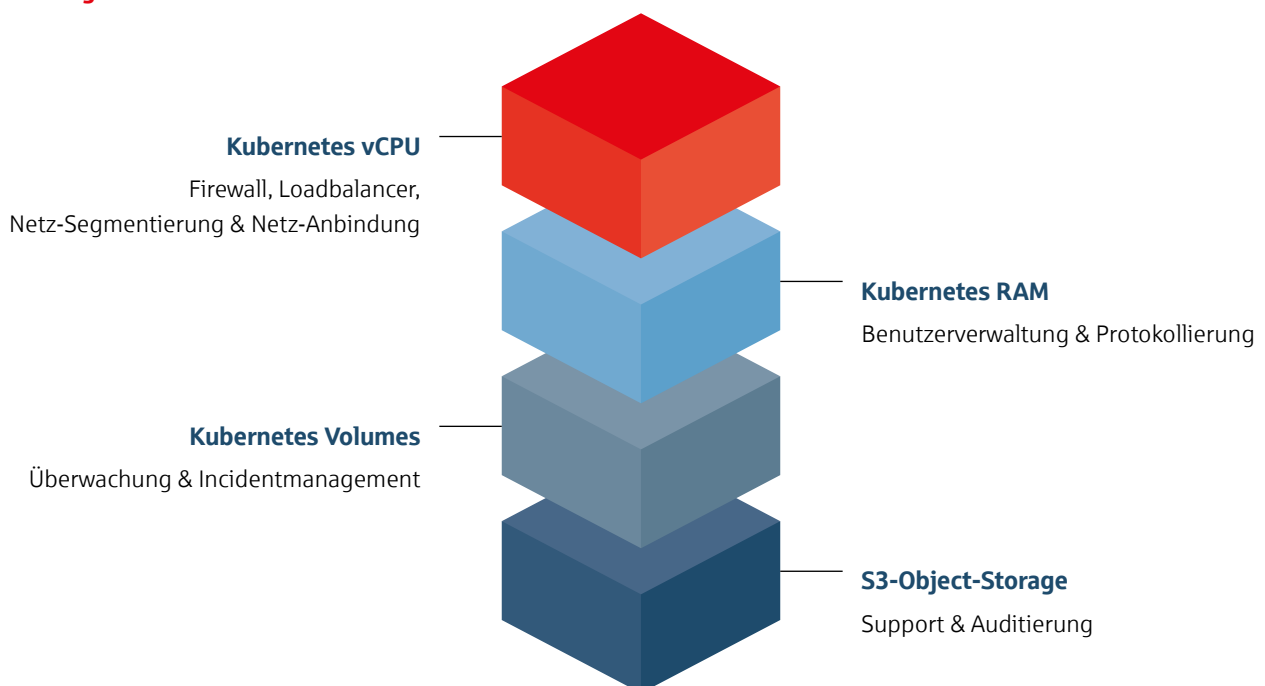 Kubernetes vCPU
Firewall, Loadbalancer,
Netz-Segmentierung & Netz-Anbindung
Kubernetes RAM
Benutzerverwaltung & Protokollierung
Kubernetes Volumes
Überwachung & Incidentmanagement
S3-Object-Storage
Support & Auditierung